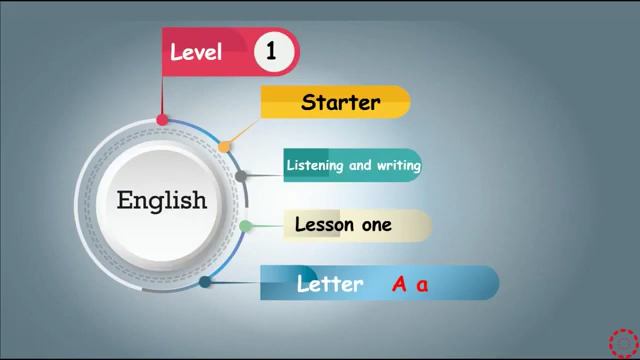 Level 1
Starter
Listening and writing
English
Lesson one
Letter A a